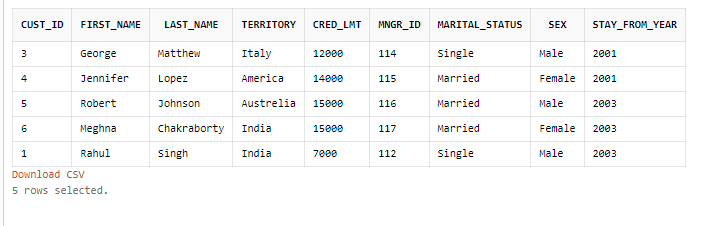 CUST_ID FIRST_NAME LAST_NAME TERRITORY CRED_LMT MNGR_ID MARITAL_STATUS SEX STAY_FROM_YEAR
3 George Matthew Italy 12000 114 Single Male 2001
4 Jennifer Lopez America 14000 115 Married Female 2001
5 Robert Johnson Austrelia 15000 116 Married Male 2003
6 Meghna Chakraborty India 15000 117 Married Female 2003
1 Rahul Singh India 7000 112 Single Male 2003
Download CSV
5 rows selected.